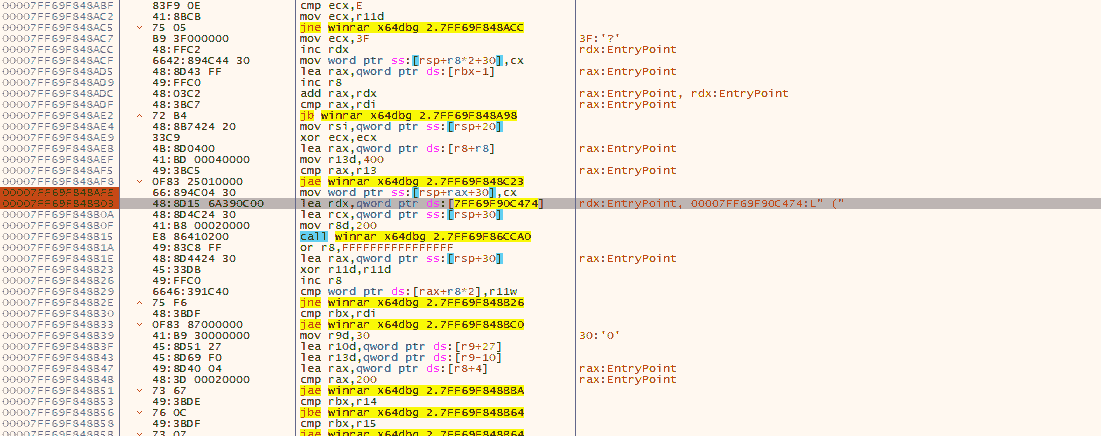 00007FF69F848ABF 83F9 0E cmp ecx,E
00007FF69F848AC2 41:8BCB mov ecx,r11d
00007FF69F848AC5 75 05 jne winrar x64dbg 2.7FF69F848ACC
00007FF69F848AC7 B9 3F000000 mov ecx,3F 3F:'?'
00007FF69F848ACC 48:FFC2 inc rdx rdx:EntryPoint
00007FF69F848ACF 6642:894C44 30 mov word ptr ss:[rsp+r8*2+30],cx
00007FF69F848AD5 48:8D43 FF lea rax,qword ptr ds:[rbx-1] rax:EntryPoint
00007FF69F848AD9 49:FFC0 inc r8
00007FF69F848ADC 48:03C2 add rax,rdx rax:EntryPoint, rdx:EntryPoint
00007FF69F848ADF 48:3BC7 cmp rax,rdi rax:EntryPoint
00007FF69F848AE2 72 B4 jb winrar x64dbg 2.7FF69F848A98
00007FF69F848AE4 48:8B7424 20 mov rsi,qword ptr ss:[rsp+20]
00007FF69F848AE9 33C9 xor ecx,ecx
00007FF69F848AEB 4B:8D0400 lea rax,qword ptr ds:[r8+r8] rax:EntryPoint
00007FF69F848AEF 41:BD 00040000 mov r13d,400
00007FF69F848AF5 49:3BC5 cmp rax,r13 rax:EntryPoint
00007FF69F848AF8 0F83 25010000 jae winrar x64dbg 2.7FF69F848C23
00007FF69F848AFE 66:894C04 30 mov word ptr ss:[rsp+rax+30],cx
00007FF69F848B03 48:8D15 6A390C00 lea rdx,qword ptr ds:[7FF69F90C474] rdx:EntryPoint, 00007FF69F90C474:L" ("
00007FF69F848B0A 48:8D4C24 30 lea rcx,qword ptr ss:[rsp+30]
00007FF69F848B0F 41:B8 00020000 mov r8d,200
00007FF69F848B15 E8 86410200 call winrar x64dbg 2.7FF69F86CCA0
00007FF69F848B1A 49:83C8 FF or r8,FFFFFFFFFFFFFFFF
00007FF69F848B1E 48:8D4424 30 lea rax,qword ptr ss:[rsp+30] rax:EntryPoint
00007FF69F848B23 45:33DB xor r11d,r11d
00007FF69F848B26 49:FFC0 inc r8
00007FF69F848B29 6646:391C40 cmp word ptr ds:[rax+r8*2],r11w
00007FF69F848B2E 75 F6 jne winrar x64dbg 2.7FF69F848B26
00007FF69F848B30 48:3BDF cmp rbx,rdi
00007FF69F848B33 0F83 87000000 jae winrar x64dbg 2.7FF69F848BC0
00007FF69F848B39 41:B9 30000000 mov r9d,30 30:'0'
00007FF69F848B3F 45:8D51 27 lea r10d,qword ptr ds:[r9+27]
00007FF69F848B43 45:8D69 F0 lea r13d,qword ptr ds:[r9-10]
00007FF69F848B47 49:8D40 04 lea rax,qword ptr ds:[r8+4] rax:EntryPoint
00007FF69F848B4B 48:3D 00020000 cmp rax,200 rax:EntryPoint
00007FF69F848B51 73 67 jae winrar x64dbg 2.7FF69F848BBA
00007FF69F848B53 49:3BDE cmp rbx,r14
00007FF69F848B56 76 0C jbe winrar x64dbg 2.7FF69F848B64
00007FF69F848B58 49:3BDF cmp rbx,r15
00007FF69F848B5B 73 07 jae winrar x64dbg 2.7FF69F848B64